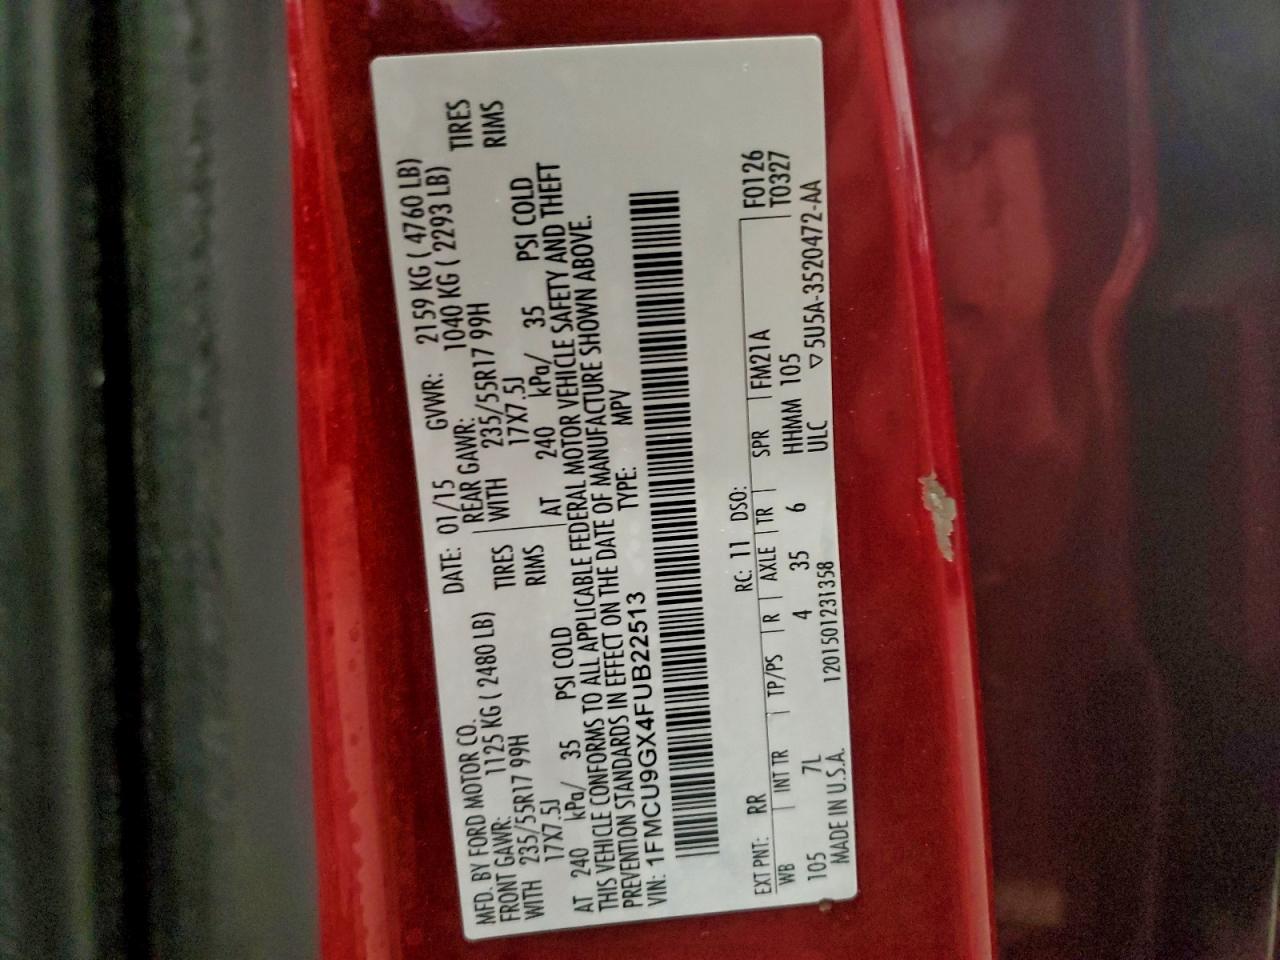 MFD. BY FORD MOTOR CO. DATE: 01/15 GVWR: 2159 KG ( 4760 LB)
FRONT GAWR: 1125 KG ( 2480 LB) REAR GAWR: 1040 KG ( 2293 LB)
WITH 235/55R17 99H TIRES WITH 235/55R17 99H TIRES
17X7.5J RIMS 17X7.5J RIMS
AT 240 kPa/ 35 PSI COLD AT 240 kPa/ 35 PSI COLD
THIS VEHICLE CONFORMS TO ALL APPLICABLE FEDERAL MOTOR VEHICLE SAFETY AND THEFT
PREVENTION STANDARDS IN EFFECT ON THE DATE OF MANUFACTURE SHOWN ABOVE.
VIN: 1FMCU9GX4FUB22513 TYPE: MPV
EXT PNT: RR RC: 11 DSO: F0126
WB INT TR TP/PS R AXLE TR SPR FM21A T0327
105 7L 4 35 6 HHMM 105
MADE IN U.S.A. 1201501231358 ULC ▽5U5A-3520472-AA